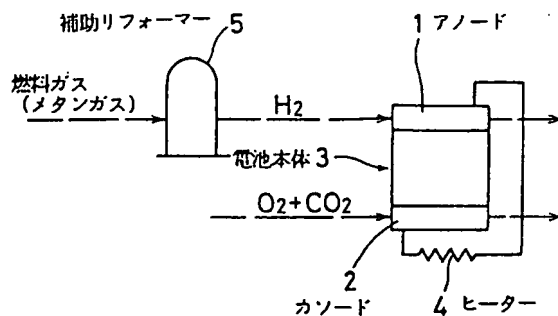 補助リフォーマー 5
1 アノード
燃料ガス
(メタンガス)
H2
電池本体 3
O2+CO2
2
カソード
4 ヒーター